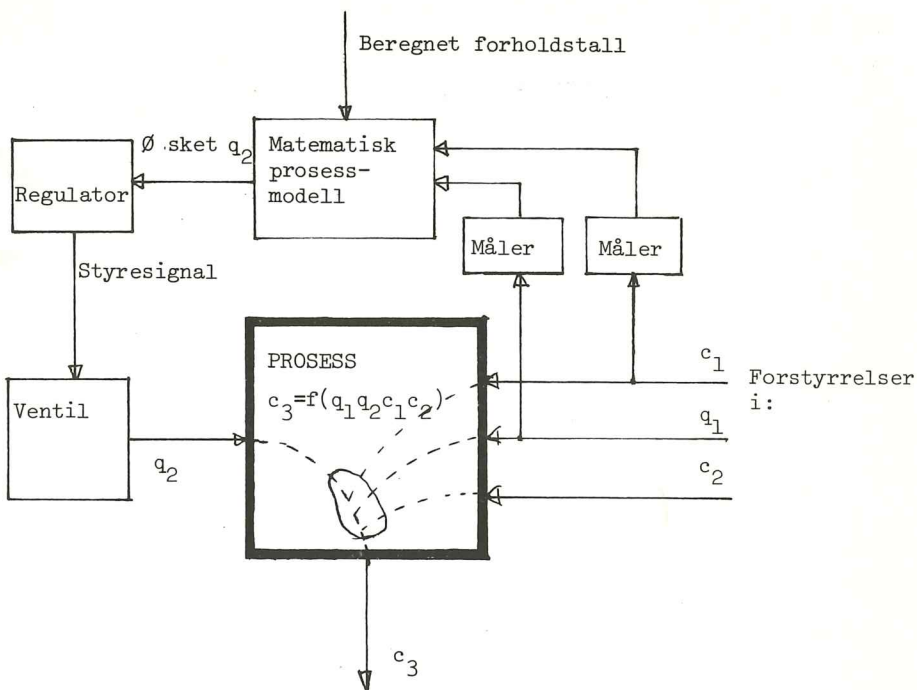 Beregnet forholdstall
Ø sket q2
Matematisk
prosess-
modell
Regulator
Måler
Måler
Styresignal
PROSESS
c3=f(q1q2c1c2)
c1
Forstyrrelser
i:
q1
c2
Ventil
q2
c3